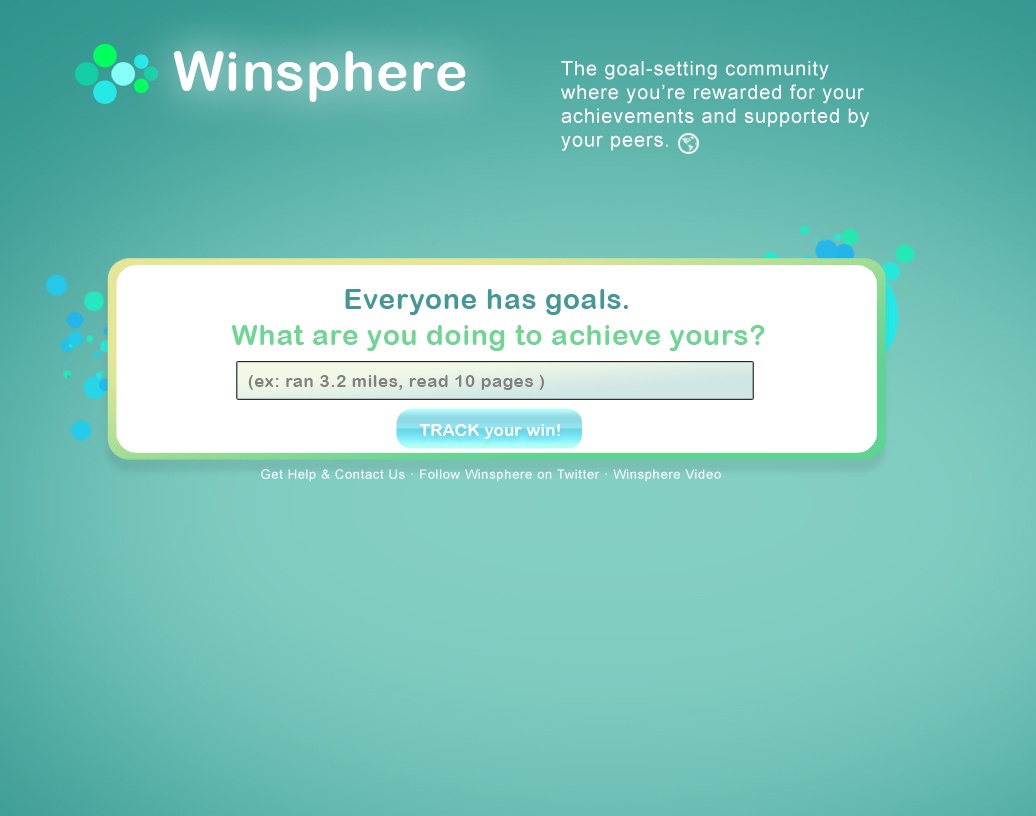 Winsphere
The goal-setting community
where you're rewarded for your
achievements and supported by
your peers.
Everyone has goals.
What are you doing to achieve yours?
(ex: ran 3.2 miles, read 10 pages )
TRACK your win!
Get Help & Contact Us · Follow Winsphere on Twitter · Winsphere Video